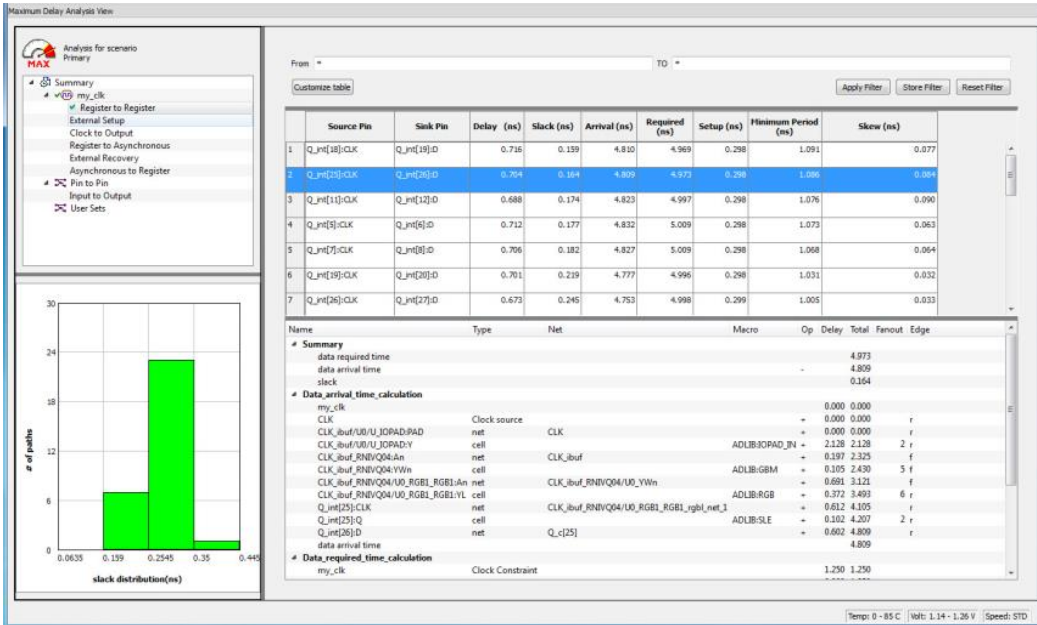 Maximum Delay Analysis View
MAX
Analysis for scenario
Primary
Summary
my_clk
Register to Register
External Setup
Clock to Output
Register to Asynchronous
External Recovery
Asynchronous to Register
Pin to Pin
Input to Output
User Sets
From * TO *
Customize table Apply Filter Store Filter Reset Filter
Source Pin Sink Pin Delay (ns) Slack (ns) Arrival (ns) Required (ns) Setup (ns) Minimum Period (ns) Skew (ns)
1 Q_int[18]:CLK Q_int[19]:D 0.716 0.159 4.810 4.969 0.298 1.091 0.077
2 Q_int[25]:CLK Q_int[26]:D 0.704 0.164 4.809 4.973 0.298 1.086 0.084
3 Q_int[11]:CLK Q_int[12]:D 0.688 0.174 4.823 4.997 0.298 1.076 0.090
4 Q_int[5]:CLK Q_int[6]:D 0.712 0.177 4.832 5.009 0.298 1.073 0.063
5 Q_int[7]:CLK Q_int[8]:D 0.706 0.182 4.827 5.009 0.298 1.068 0.064
6 Q_int[19]:CLK Q_int[20]:D 0.701 0.219 4.777 4.996 0.298 1.031 0.032
7 Q_int[26]:CLK Q_int[27]:D 0.673 0.245 4.753 4.998 0.299 1.005 0.033
Name Type Net Macro Op Delay Total Fanout Edge
Summary
data required time 4.973
data arrival time - 4.809
slack 0.164
Data_arrival_time_calculation
my_clk 0.000 0.000
CLK Clock source + 0.000 0.000 r
CLK_ibuf/U0/U_IOPAD:PAD net CLK + 0.000 0.000 r
CLK_ibuf/U0/U_IOPAD:Y cell ADLIB:IOPAD_IN + 2.128 2.128 2 r
CLK_ibuf_RNIVQ04:An net CLK_ibuf + 0.197 2.325 f
CLK_ibuf_RNIVQ04:YWn cell ADLIB:GBM + 0.105 2.430 5 f
CLK_ibuf_RNIVQ04/U0_RGB1_RGB1:An net CLK_ibuf_RNIVQ04/U0_YWn + 0.691 3.121 f
CLK_ibuf_RNIVQ04/U0_RGB1_RGB1:YL cell ADLIB:RGB + 0.372 3.493 6 r
Q_int[25]:CLK net CLK_ibuf_RNIVQ04/U0_RGB1_RGB1_rgbl_net_1 + 0.612 4.105 r
Q_int[25]:Q cell ADLIB:SLE + 0.102 4.207 2 r
Q_int[26]:D net Q_c[25] + 0.602 4.809 r
data arrival time 4.809
Data_required_time_calculation
my_clk Clock Constraint 1.250 1.250
# of paths
30
24
18
12
6
0
0.0635 0.159 0.2545 0.35 0.445
slack distribution(ns)
Temp: 0 - 85 C Volt: 1.14 - 1.26 V Speed: STD